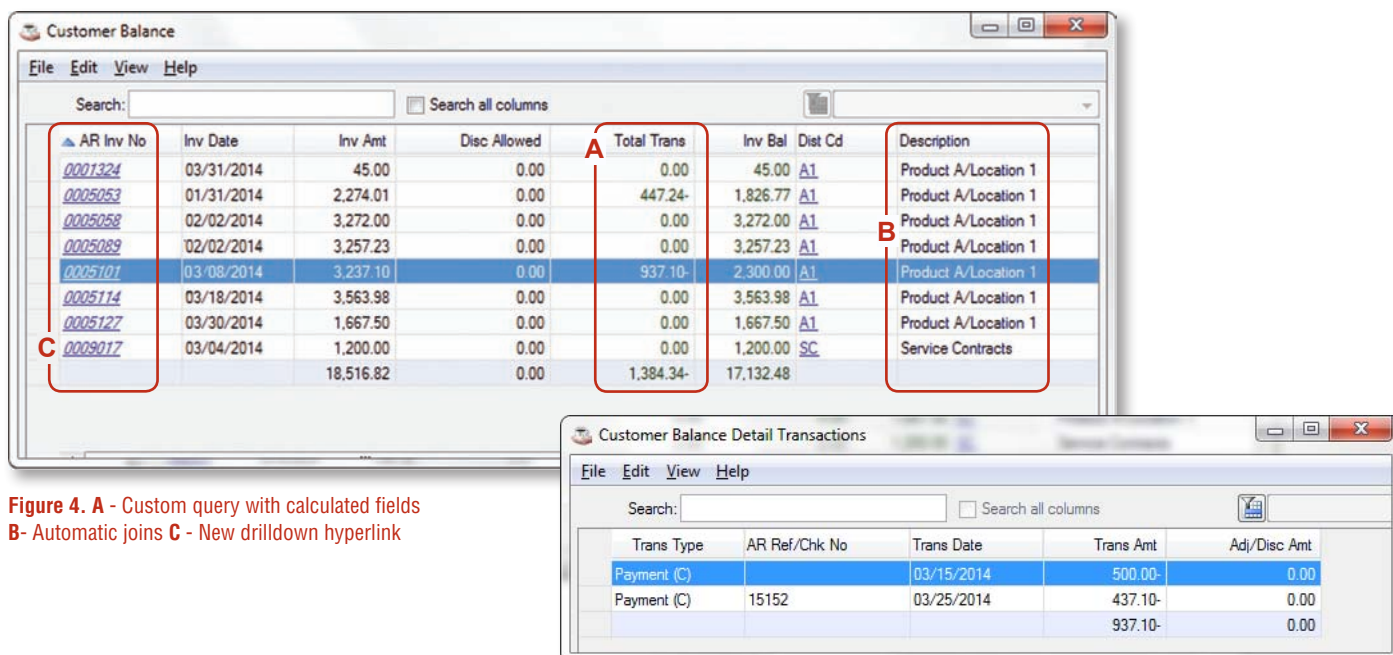 Customer Balance
File Edit View Help
Search: Search all columns
AR Inv No Inv Date Inv Amt Disc Allowed Total Trans Inv Bal Dist Cd Description
A
0001324 03/31/2014 45.00 0.00 0.00 45.00 A1 Product A/Location 1
0005053 01/31/2014 2,274.01 0.00 447.24- 1,826.77 A1 Product A/Location 1
0005058 02/02/2014 3,272.00 0.00 0.00 3,272.00 A1 Product A/Location 1
B
0005089 02/02/2014 3,257.23 0.00 0.00 3,257.23 A1 Product A/Location 1
0005101 03/08/2014 3,237.10 0.00 937.10- 2,300.00 A1 Product A/Location 1
0005114 03/18/2014 3,563.98 0.00 0.00 3,563.98 A1 Product A/Location 1
0005127 03/30/2014 1,667.50 0.00 0.00 1,667.50 A1 Product A/Location 1
C
0009017 03/04/2014 1,200.00 0.00 0.00 1,200.00 SC Service Contracts
18,516.82 0.00 1,384.34- 17,132.48
Customer Balance Detail Transactions
File Edit View Help
Search: Search all columns
Trans Type AR Ref/Chk No Trans Date Trans Amt Adj/Disc Amt
Payment (C) 03/15/2014 500.00- 0.00
Payment (C) 15152 03/25/2014 437.10- 0.00
937.10- 0.00
Figure 4. A - Custom query with calculated fields
B- Automatic joins C - New drilldown hyperlink